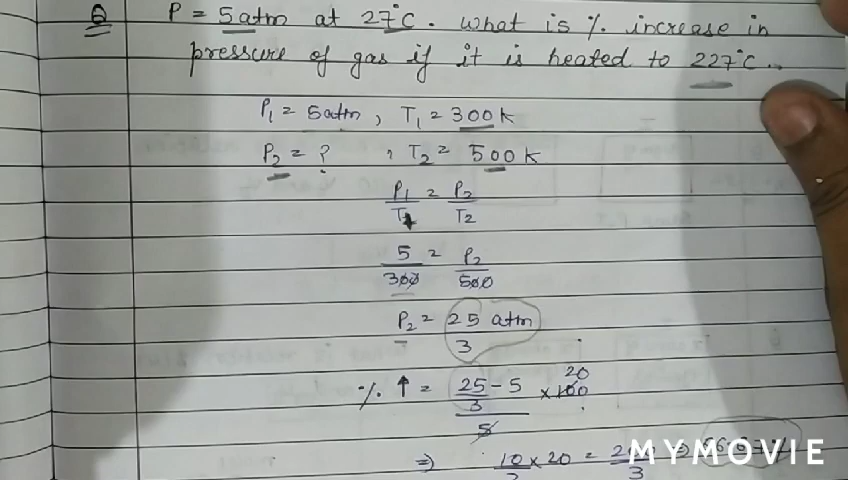 Q P = 5atm at 27°C. what is %. increase in
pressure of gas if it is heated to 227°C..
P1 = 5atm, T1 = 300k
P2 = ? , T2 = 500k
P1/T1 = P2/T2
5/300 = P2/500
P2 = 25/3 atm
%. ↑ = (25/3 - 5)/5 × 100 20
⇒ 10 × 20 = /3 ⇒
MYMOVIE